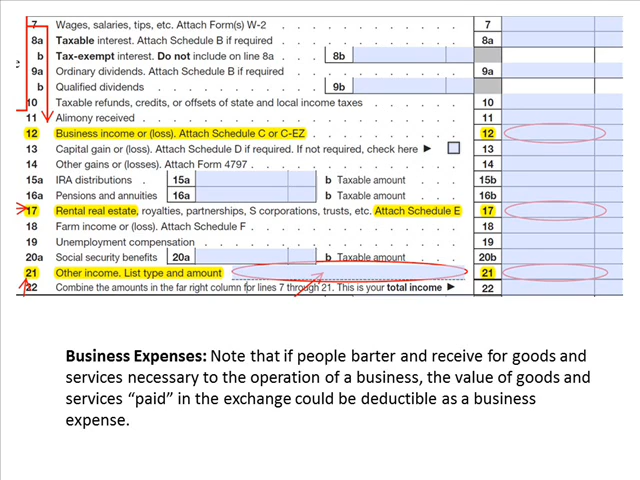 7 Wages, salaries, tips, etc. Attach Form(s) W-2 . . . . . . . . . . 7
8a Taxable interest. Attach Schedule B if required . . . . . . . . . . 8a
b Tax-exempt interest. Do not include on line 8a . . . 8b
9a Ordinary dividends. Attach Schedule B if required . . . . . . . . . . 9a
b Qualified dividends . . . . . . . . . . 9b
10 Taxable refunds, credits, or offsets of state and local income taxes . . . . . . 10
11 Alimony received . . . . . . . . . . . . . . . . 11
12 Business income or (loss). Attach Schedule C or C-EZ . . . . . . . . . 12
13 Capital gain or (loss). Attach Schedule D if required. If not required, check here ▶ 13
14 Other gains or (losses). Attach Form 4797 . . . . . . . . . . . . 14
15a IRA distributions . 15a b Taxable amount . . . 15b
16a Pensions and annuities 16a b Taxable amount . . . 16b
17 Rental real estate, royalties, partnerships, S corporations, trusts, etc. Attach Schedule E 17
18 Farm income or (loss). Attach Schedule F . . . . . . . . . . . . 18
19 Unemployment compensation . . . . . . . . . . . . . . 19
20a Social security benefits 20a b Taxable amount . . . 20b
21 Other income. List type and amount 21
22 Combine the amounts in the far right column for lines 7 through 21. This is your total income ▶ 22
Business Expenses: Note that if people barter and receive for goods and
services necessary to the operation of a business, the value of goods and
services “paid” in the exchange could be deductible as a business
expense.